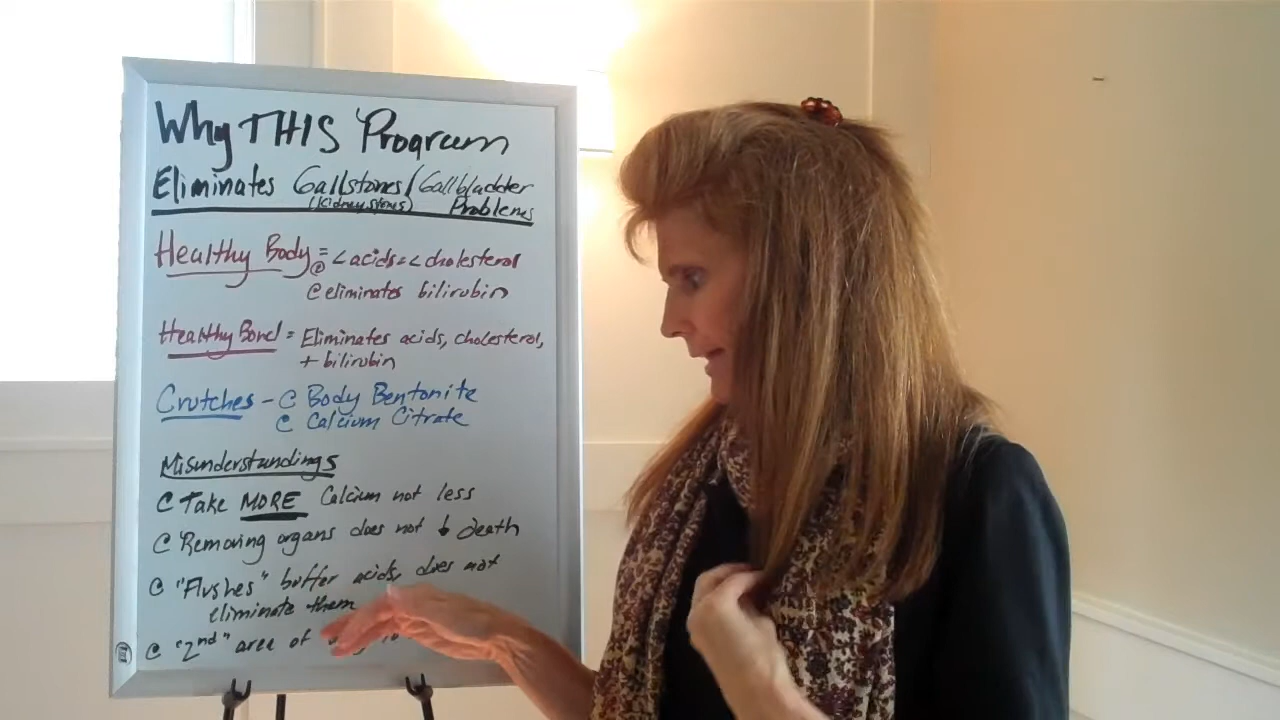 Why THIS Program
Eliminates Gallstones/Gallbladder
(Kidney stones) Problems
Healthy Body = < acids = < cholesterol
@ eliminates bilirubin
Healthy Bowel = Eliminates acids, cholesterol,
+ bilirubin
Crutches - @ Body Bentonite
@ Calcium Citrate
Misunderstandings
@ Take MORE Calcium not less
@ Removing organs does not ↓ death
@ "Flushes" buffer acids, does not
eliminate them
@ "2nd" area of